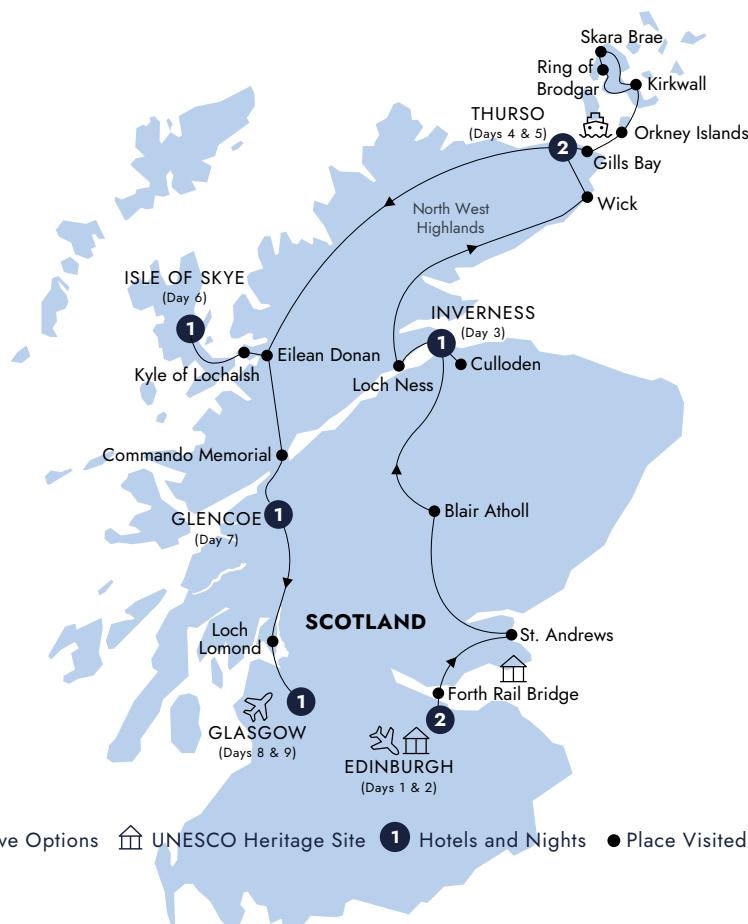 Skara Brae
Ring of
Brodgar
Kirkwall
THURSO
(Days 4 & 5)
Orkney Islands
2
Gills Bay
Wick
North West
Highlands
ISLE OF SKYE
(Day 6)
1
INVERNESS
(Day 3)
1
Eilean Donan
Kyle of Lochalsh
Culloden
Loch Ness
Commando Memorial
GLENCOE
1
(Day 7)
Blair Atholl
SCOTLAND
Loch
Lomond
St. Andrews
1
Forth Rail Bridge
2
GLASGOW
(Days 8 & 9)
EDINBURGH
(Days 1 & 2)
ve Options UNESCO Heritage Site 1 Hotels and Nights Place Visited